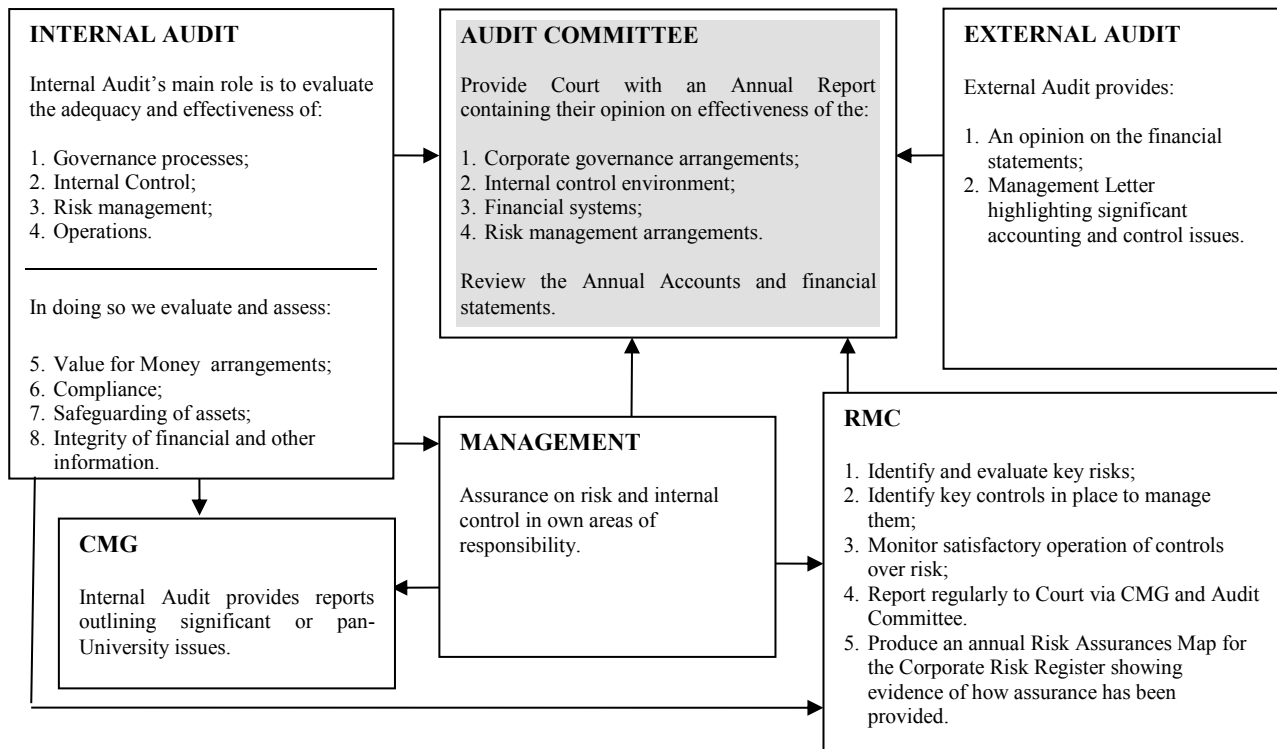 INTERNAL AUDIT
Internal Audit’s main role is to evaluate
the adequacy and effectiveness of:
1. Governance processes;
2. Internal Control;
3. Risk management;
4. Operations.
In doing so we evaluate and assess:
5. Value for Money arrangements;
6. Compliance;
7. Safeguarding of assets;
8. Integrity of financial and other
information.
AUDIT COMMITTEE
Provide Court with an Annual Report
containing their opinion on effectiveness of the:
1. Corporate governance arrangements;
2. Internal control environment;
3. Financial systems;
4. Risk management arrangements.
Review the Annual Accounts and financial
statements.
EXTERNAL AUDIT
External Audit provides:
1. An opinion on the financial
statements;
2. Management Letter
highlighting significant
accounting and control issues.
CMG
Internal Audit provides reports
outlining significant or pan-
University issues.
MANAGEMENT
Assurance on risk and internal
control in own areas of
responsibility.
RMC
1. Identify and evaluate key risks;
2. Identify key controls in place to manage
them;
3. Monitor satisfactory operation of controls
over risk;
4. Report regularly to Court via CMG and Audit
Committee.
5. Produce an annual Risk Assurances Map for
the Corporate Risk Register showing
evidence of how assurance has been
provided.